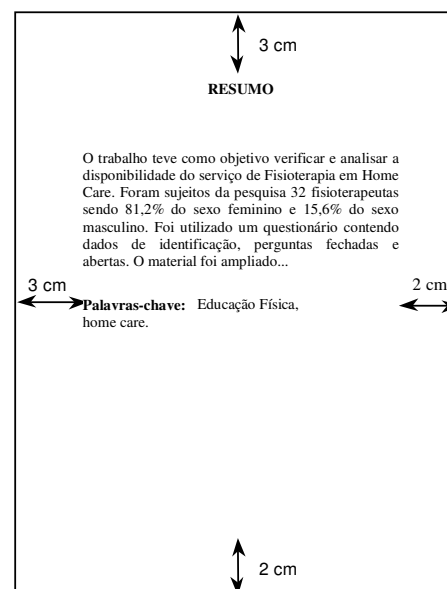 3 cm
RESUMO
O trabalho teve como objetivo verificar e analisar a
disponibilidade do serviço de Fisioterapia em Home
Care. Foram sujeitos da pesquisa 32 fisioterapeutas
sendo 81,2% do sexo feminino e 15,6% do sexo
masculino. Foi utilizado um questionário contendo
dados de identificação, perguntas fechadas e
abertas. O material foi ampliado...
3 cm
2 cm
Palavras-chave: Educação Física,
home care.
2 cm